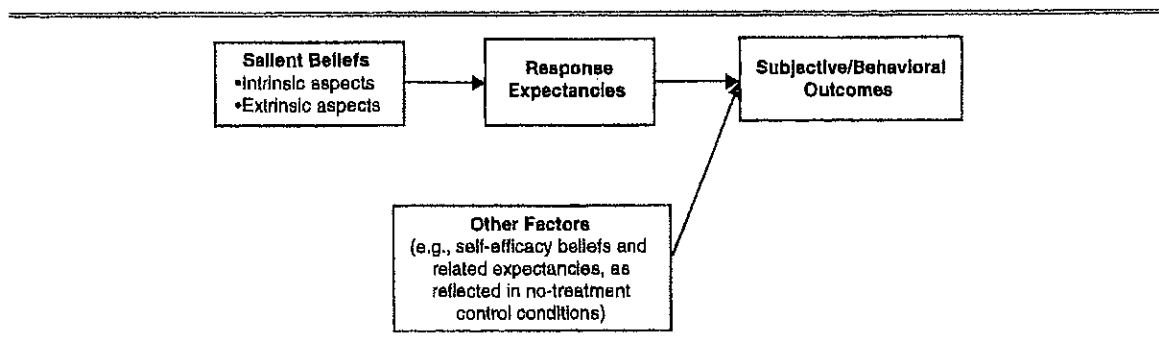 Salient Beliefs
•Intrinsic aspects
•Extrinsic aspects
Response
Expectancies
Subjective/Behavioral
Outcomes
Other Factors
(e.g., self-efficacy beliefs and
related expectancies, as
reflected in no-treatment
control conditions)